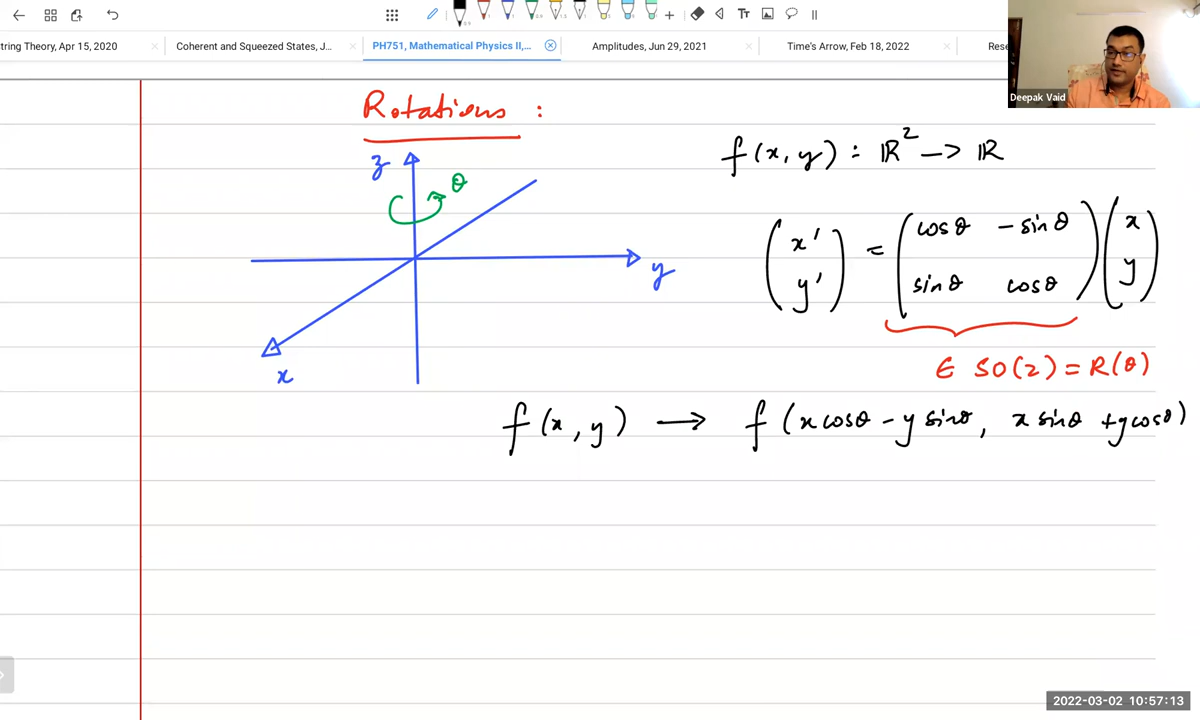 tring Theory, Apr 15, 2020
Coherent and Squeezed States, J...
PH751, Mathematical Physics II,...
Amplitudes, Jun 29, 2021
Time's Arrow, Feb 18, 2022
Rese
Tт
Deepak Vaid
Rotations :
f(x, y) : ℝ² → ℝ
z
θ
y
x
(x' y') = (cosθ -sinθ sinθ cosθ)(x y)
∈ SO(2) = R(θ)
f(x, y) → f(x cosθ - y sinθ, x sinθ + y cosθ)
2022-03-02 10:57:13